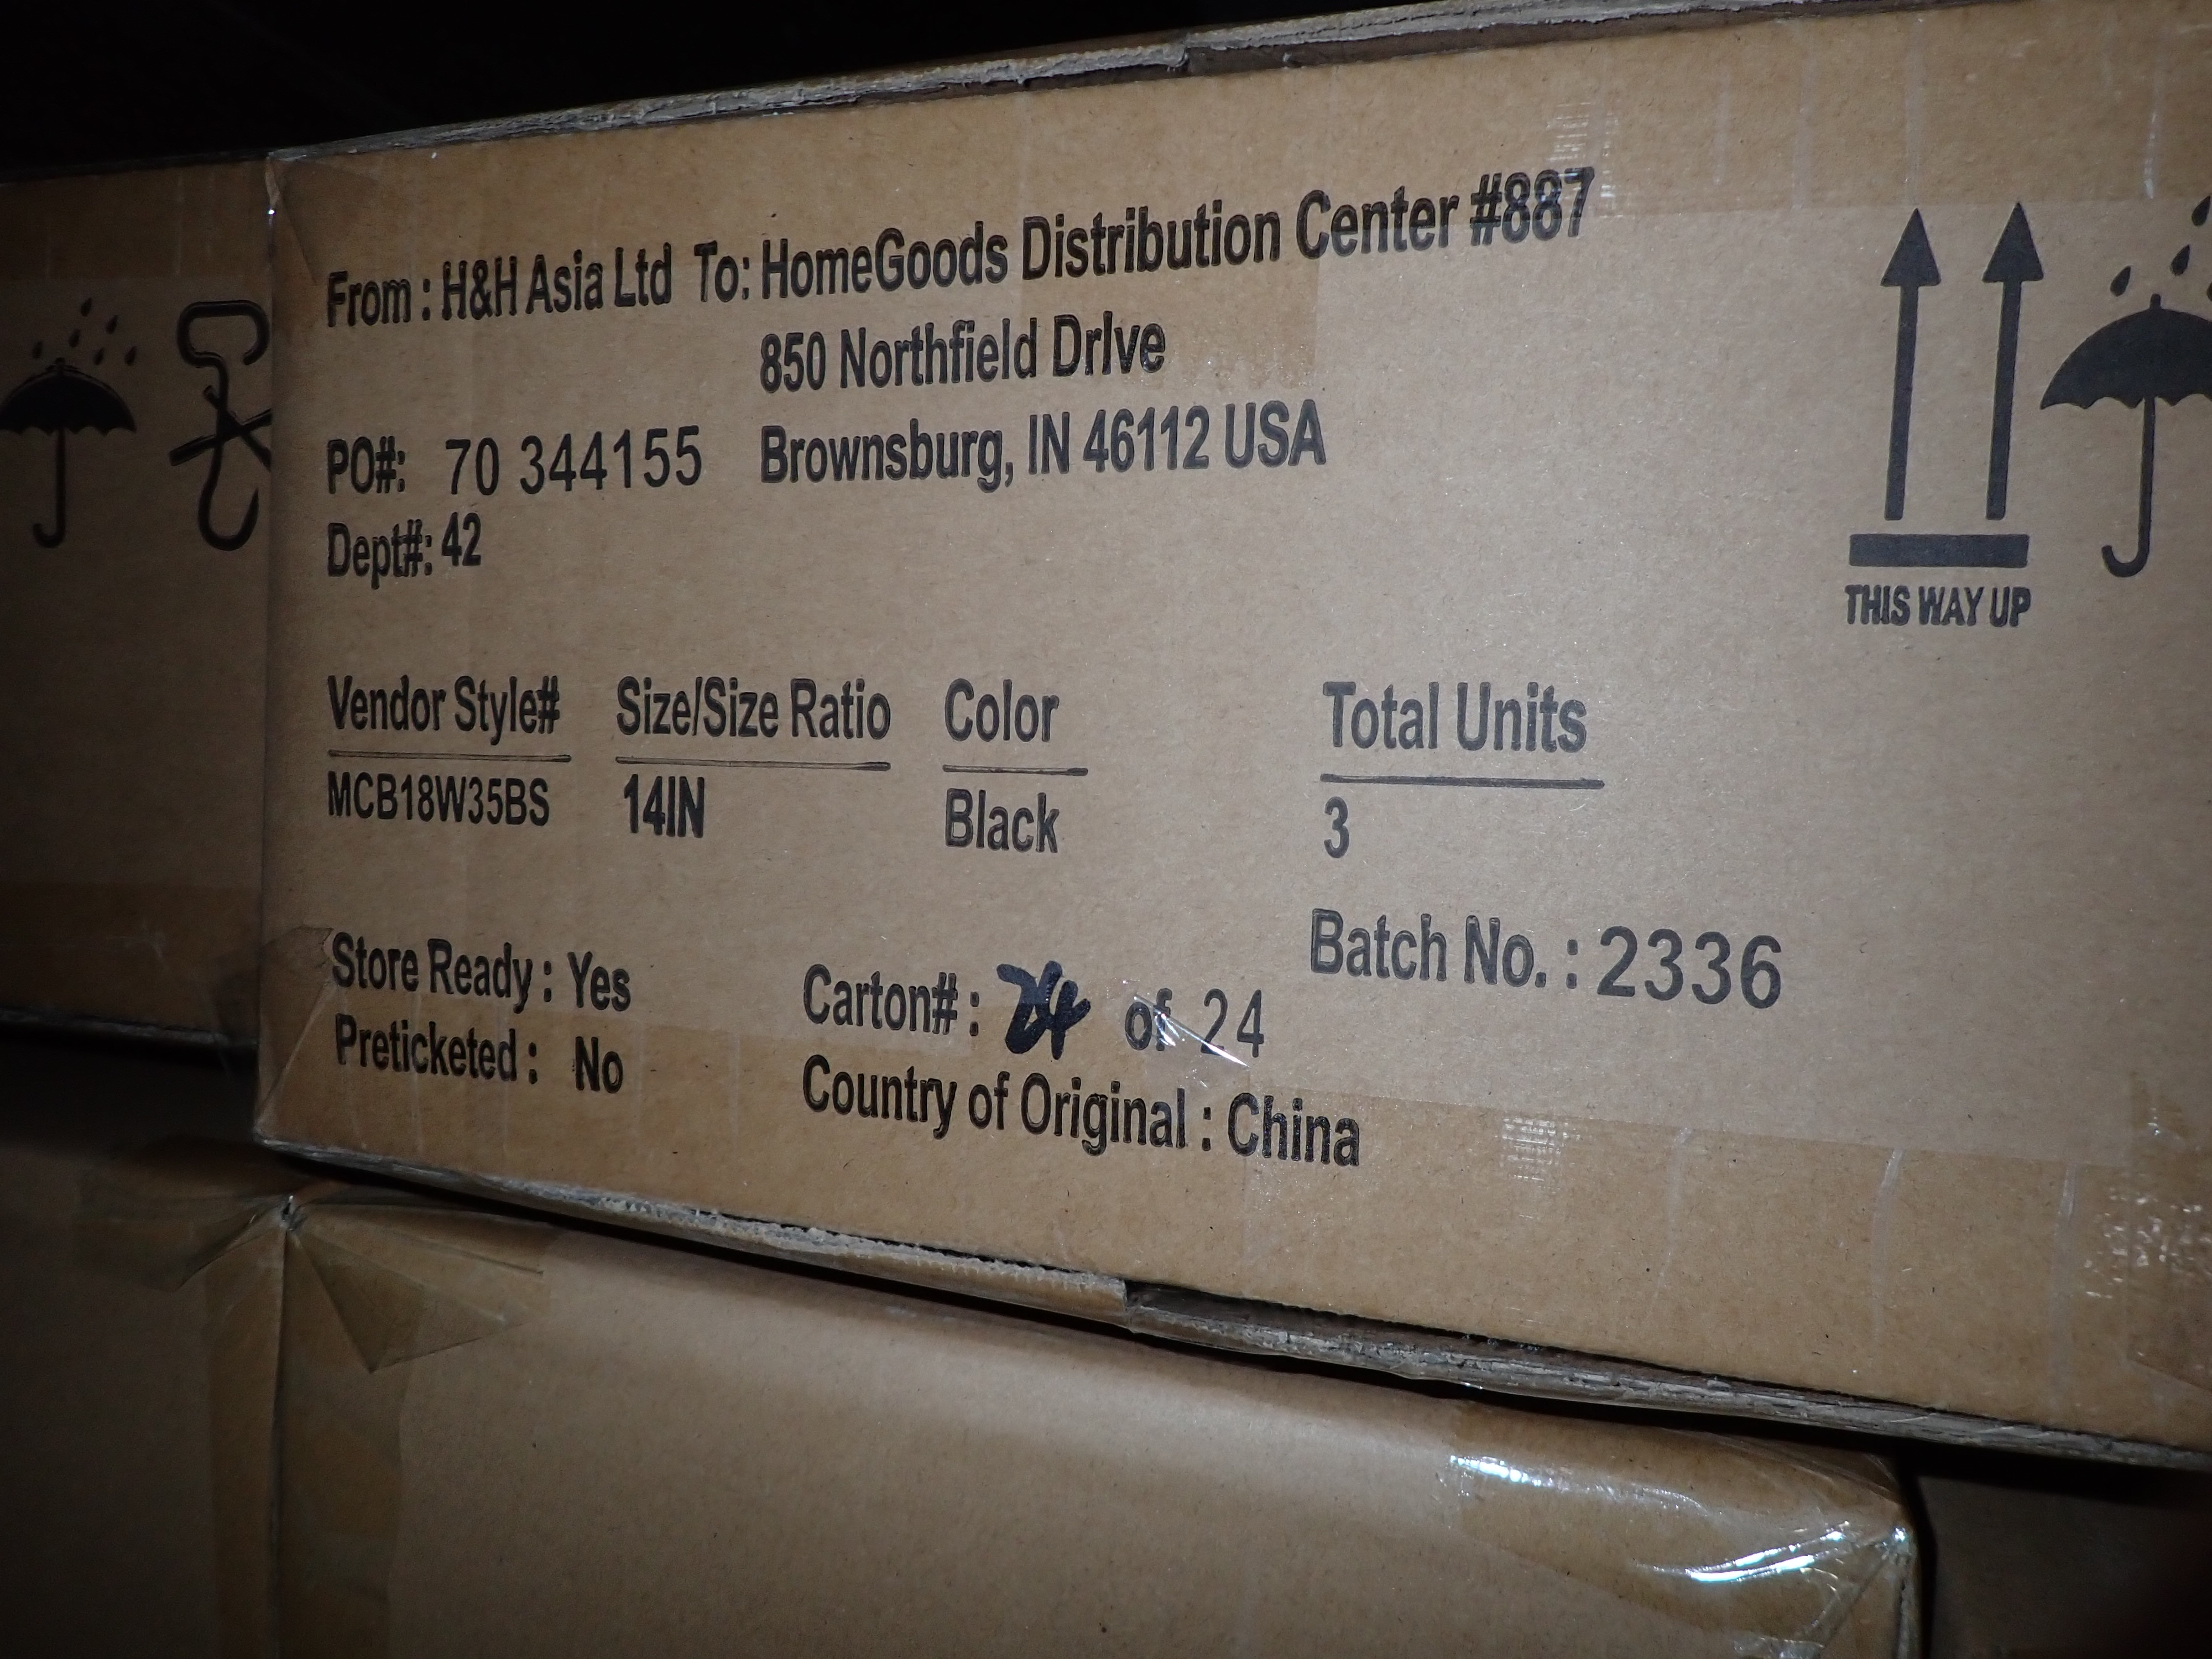 From : H&H Asia Ltd To: HomeGoods Distribution Center #887
850 Northfield Drive
PO#: 70 344155 Brownsburg, IN 46112 USA
Dept#: 42
Vendor Style# Size/Size Ratio Color Total Units
MCB18W35BS 14IN Black 3
Store Ready : Yes Carton# : 24 of 24 Batch No. : 2336
Preticketed : No Country of Original : China
THIS WAY UP